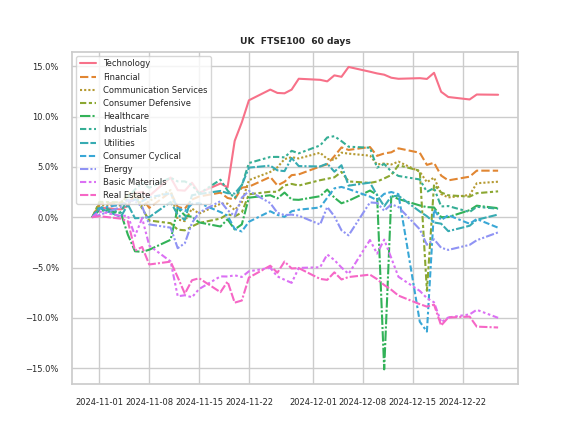 UK  FTSE100  60 days
Technology
Financial
Communication Services
Consumer Defensive
Healthcare
Industrials
Utilities
Consumer Cyclical
Energy
Basic Materials
Real Estate
15.0%
10.0%
5.0%
0.0%
−5.0%
−10.0%
−15.0%
2024-11-01 2024-11-08 2024-11-15 2024-11-22 2024-12-01 2024-12-08 2024-12-15 2024-12-22